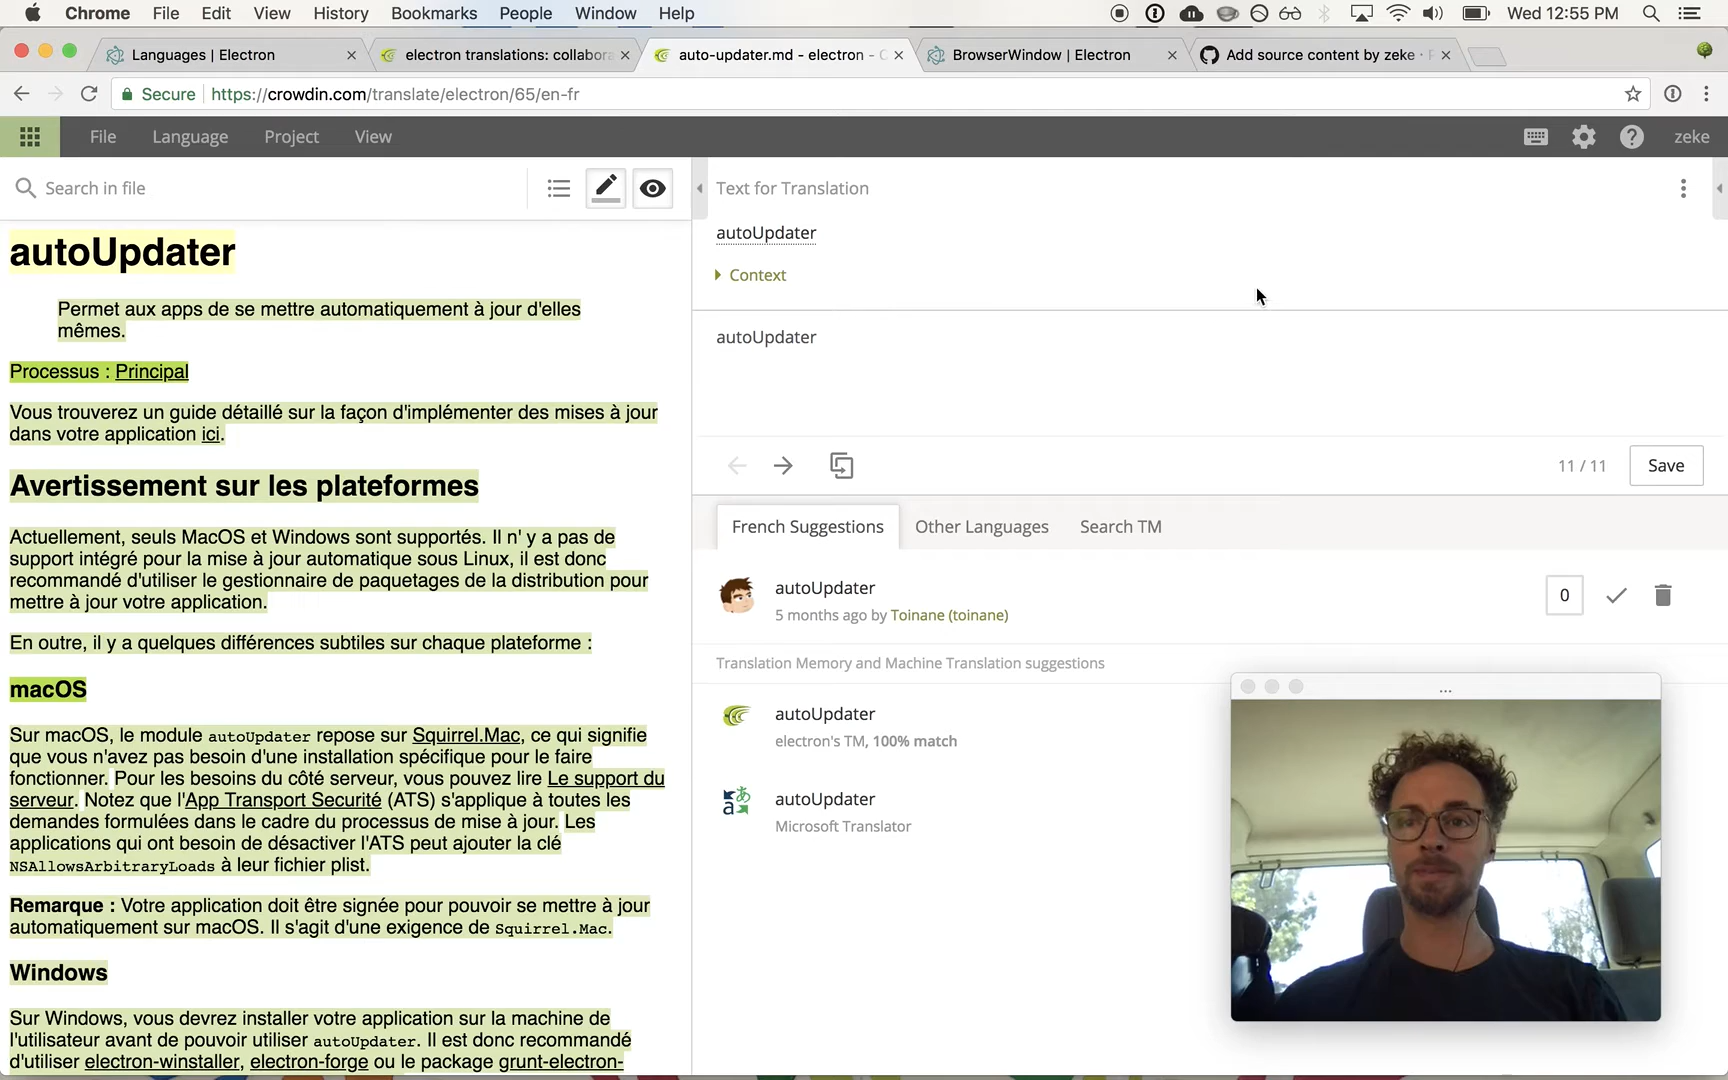 Chrome File Edit View History Bookmarks People Window Help Wed 12:55 PM
Languages | Electron
electron translations: collabora
auto-updater.md - electron - C
BrowserWindow | Electron
Add source content by zeke ·
Secure https://crowdin.com/translate/electron/65/en-fr
File Language Project View zeke
Search in file
autoUpdater
Permet aux apps de se mettre automatiquement à jour d'elles
mêmes.
Processus : Principal
Vous trouverez un guide détaillé sur la façon d'implémenter des mises à jour
dans votre application ici.
Avertissement sur les plateformes
Actuellement, seuls MacOS et Windows sont supportés. Il n' y a pas de
support intégré pour la mise à jour automatique sous Linux, il est donc
recommandé d'utiliser le gestionnaire de paquetages de la distribution pour
mettre à jour votre application.
En outre, il y a quelques différences subtiles sur chaque plateforme :
macOS
Sur macOS, le module autoUpdater repose sur Squirrel.Mac, ce qui signifie
que vous n'avez pas besoin d'une installation spécifique pour le faire
fonctionner. Pour les besoins du côté serveur, vous pouvez lire Le support du
serveur. Notez que l'App Transport Securité (ATS) s'applique à toutes les
demandes formulées dans le cadre du processus de mise à jour. Les
applications qui ont besoin de désactiver l'ATS peut ajouter la clé
NSAllowsArbitraryLoads à leur fichier plist.
Remarque : Votre application doit être signée pour pouvoir se mettre à jour
automatiquement sur macOS. Il s'agit d'une exigence de Squirrel.Mac.
Windows
Sur Windows, vous devrez installer votre application sur la machine de
l'utilisateur avant de pouvoir utiliser autoUpdater. Il est donc recommandé
d'utiliser electron-winstaller, electron-forge ou le package grunt-electron-
Text for Translation
autoUpdater
Context
autoUpdater
11 / 11 Save
French Suggestions Other Languages Search TM
autoUpdater
5 months ago by Toinane (toinane)
0
Translation Memory and Machine Translation suggestions
autoUpdater
electron's TM, 100% match
autoUpdater
Microsoft Translator
...